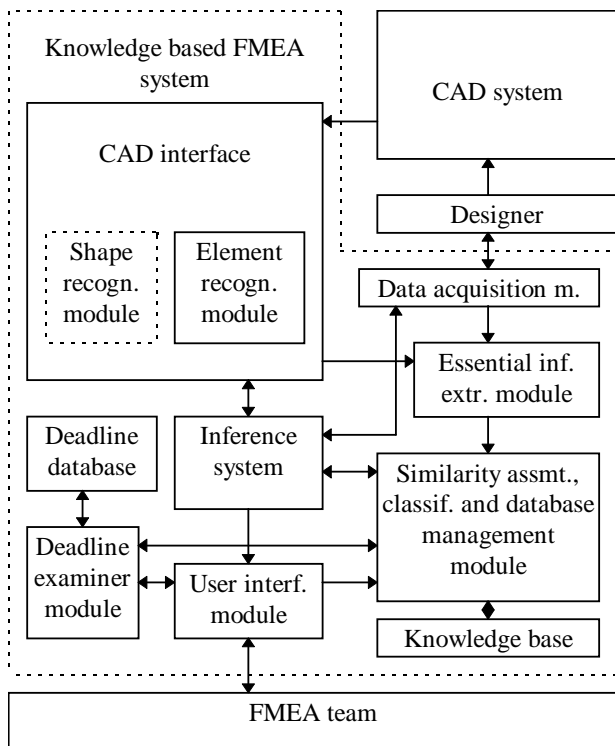 Knowledge based FMEA
system
CAD system
CAD interface
Designer
Shape
recogn.
module
Element
recogn.
module
Data acquisition m.
Essential inf.
extr. module
Deadline
database
Inference
system
Similarity assmt.,
classif. and database
management
module
Deadline
examiner
module
User interf.
module
Knowledge base
FMEA team